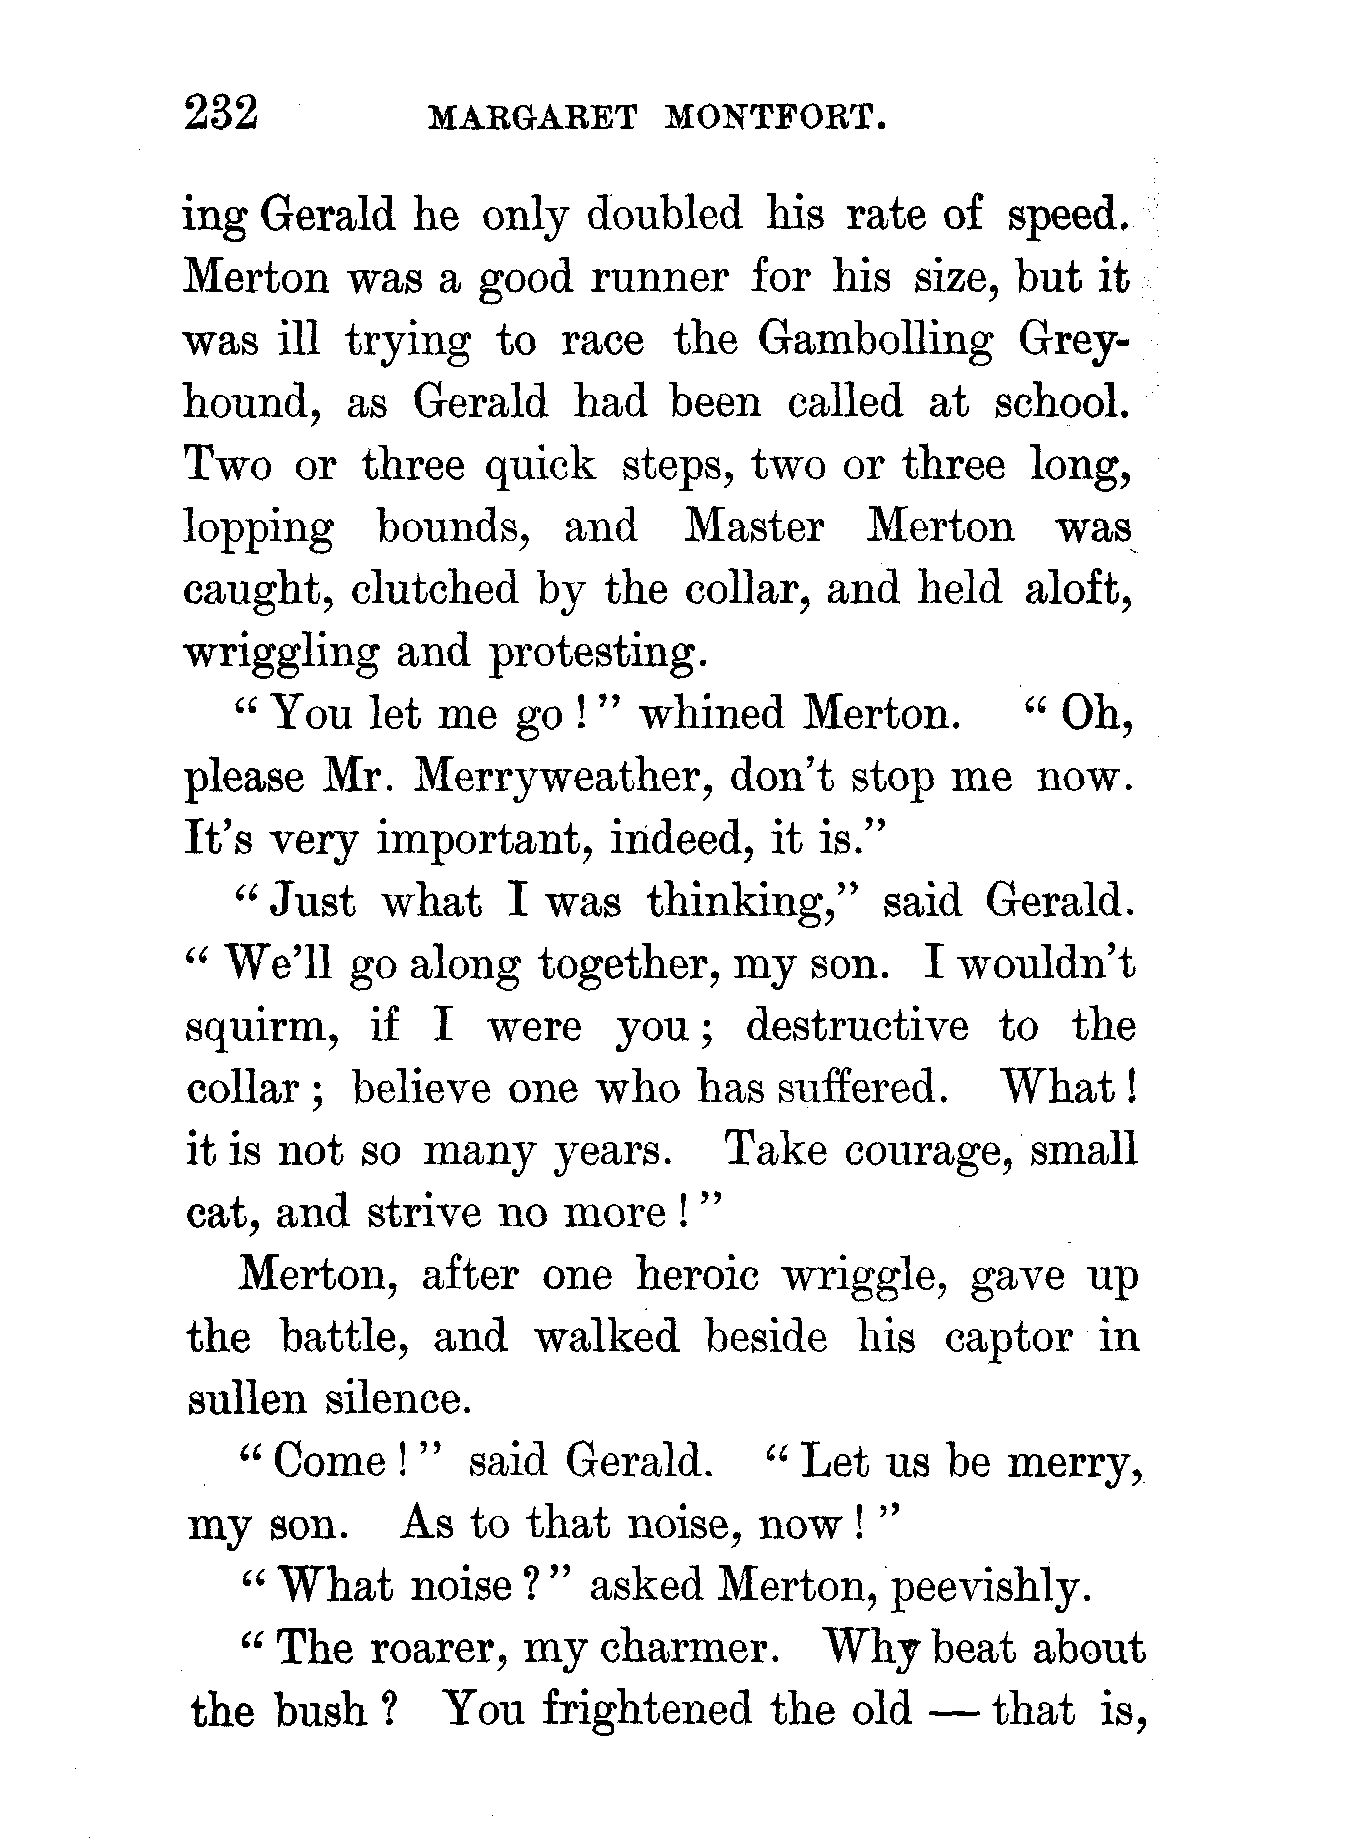 232 MARGARET MONTFORT.
ing Gerald he only doubled his rate of speed.
Merton was a good runner for his size, but it
was ill trying to race the Gambolling Grey-
hound, as Gerald had been called at school.
Two or three quick steps, two or three long,
lopping bounds, and Master Merton was
caught, clutched by the collar, and held aloft,
wriggling and protesting.
“ You let me go ! ” whined Merton. “ Oh,
please Mr. Merryweather, don’t stop me now.
It’s very important, indeed, it is.”
“ Just what I was thinking,” said Gerald.
“ We’ll go along together, my son. I wouldn’t
squirm, if I were you ; destructive to the
collar ; believe one who has suffered. What !
it is not so many years. Take courage, small
cat, and strive no more ! ”
Merton, after one heroic wriggle, gave up
the battle, and walked beside his captor in
sullen silence.
“ Come ! ” said Gerald. “ Let us be merry,
my son. As to that noise, now ! ”
“ What noise ? ” asked Merton, peevishly.
“ The roarer, my charmer. Why beat about
the bush ? You frightened the old — that is,